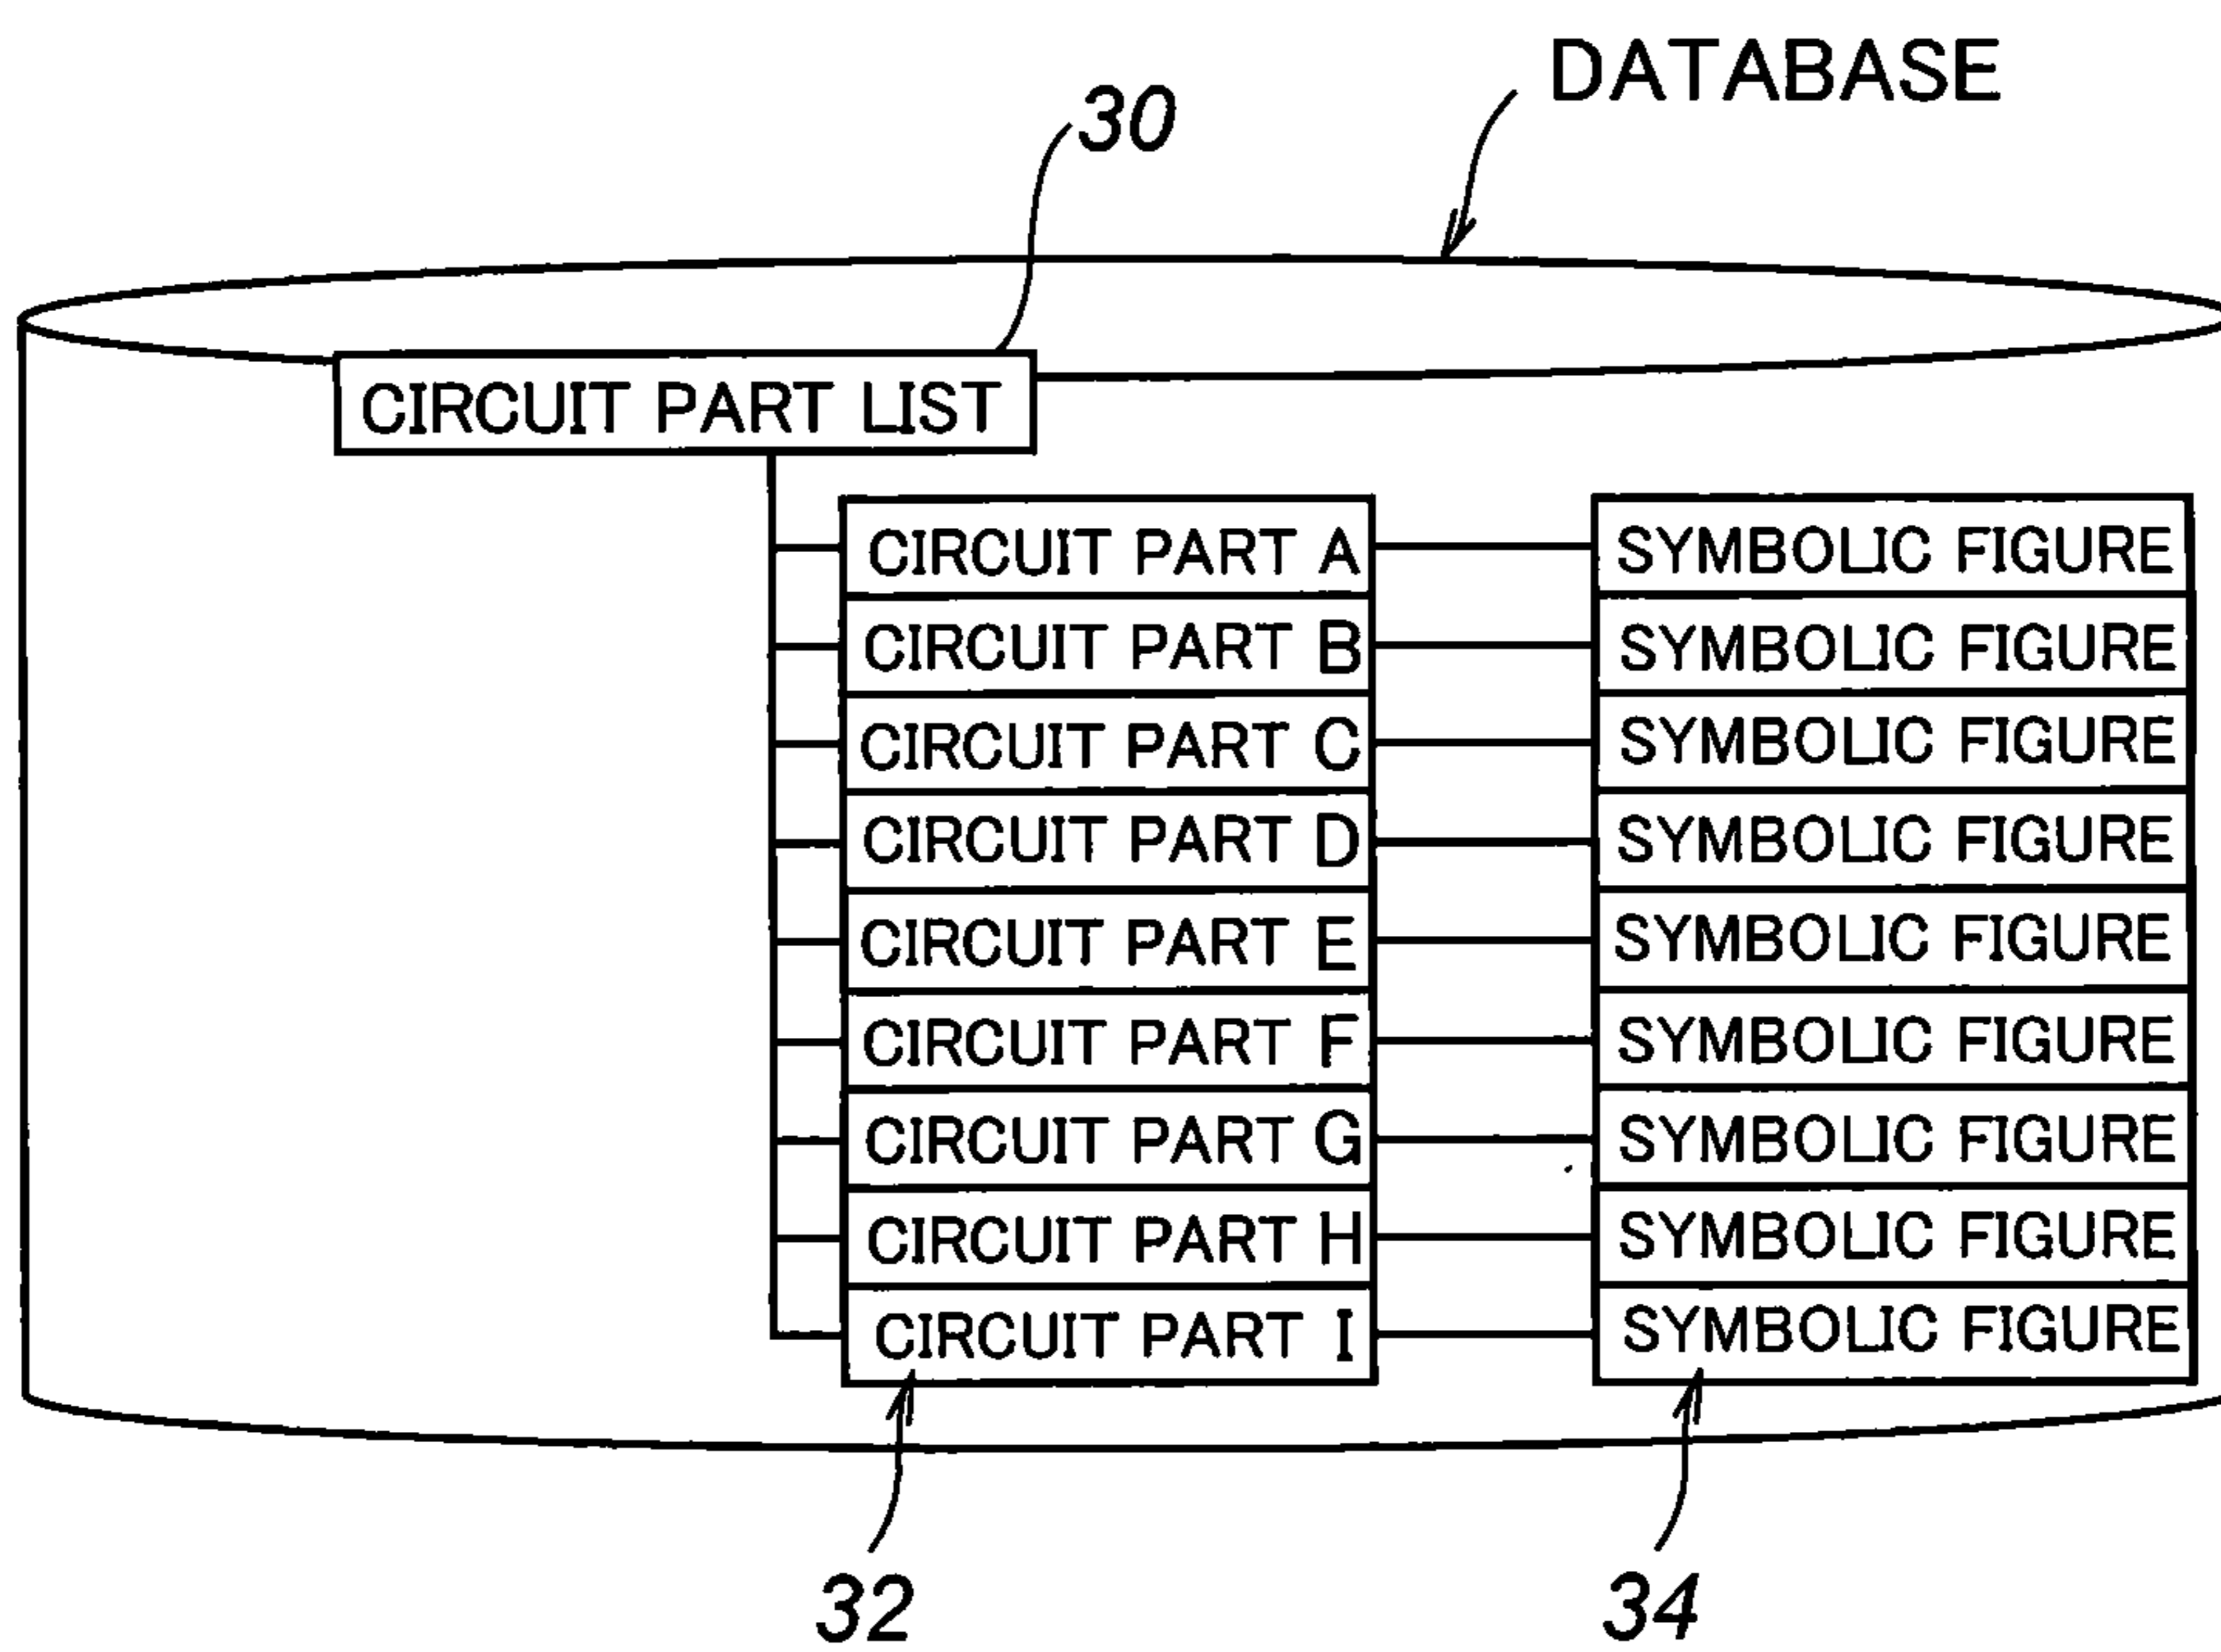 DATABASE
30
CIRCUIT PART LIST
CIRCUIT PART A SYMBOLIC FIGURE
CIRCUIT PART B SYMBOLIC FIGURE
CIRCUIT PART C SYMBOLIC FIGURE
CIRCUIT PART D SYMBOLIC FIGURE
CIRCUIT PART E SYMBOLIC FIGURE
CIRCUIT PART F SYMBOLIC FIGURE
CIRCUIT PART G SYMBOLIC FIGURE
CIRCUIT PART H SYMBOLIC FIGURE
CIRCUIT PART I SYMBOLIC FIGURE
32 34